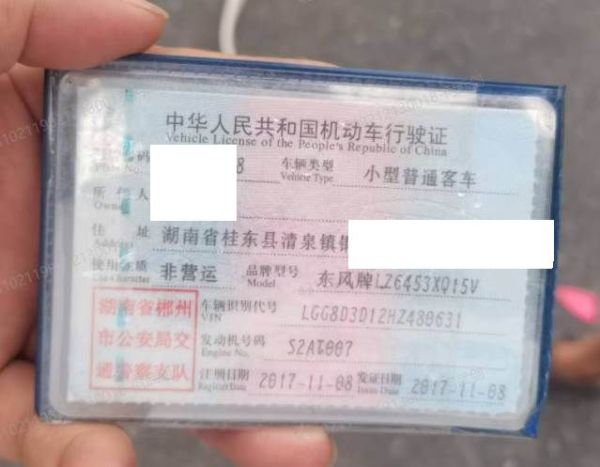 中华人民共和国机动车行驶证
Vehicle License of the People's Republic of China
码 8 车辆类型 小型普通客车
Vehicle Type
所有人
Owner
住 址 湖南省桂东县清泉镇
Address
使用性质 非营运 品牌型号 东风牌LZ6453XQ15V
Use Character Model
湖南省郴州
市公安局交
通警察支队
车辆识别代号 LGG8D3D12HZ480631
VIN
发动机号码
Engine No.
注册日期 2017-11-08 发证日期 2017-11-08
Register Date Issue Date